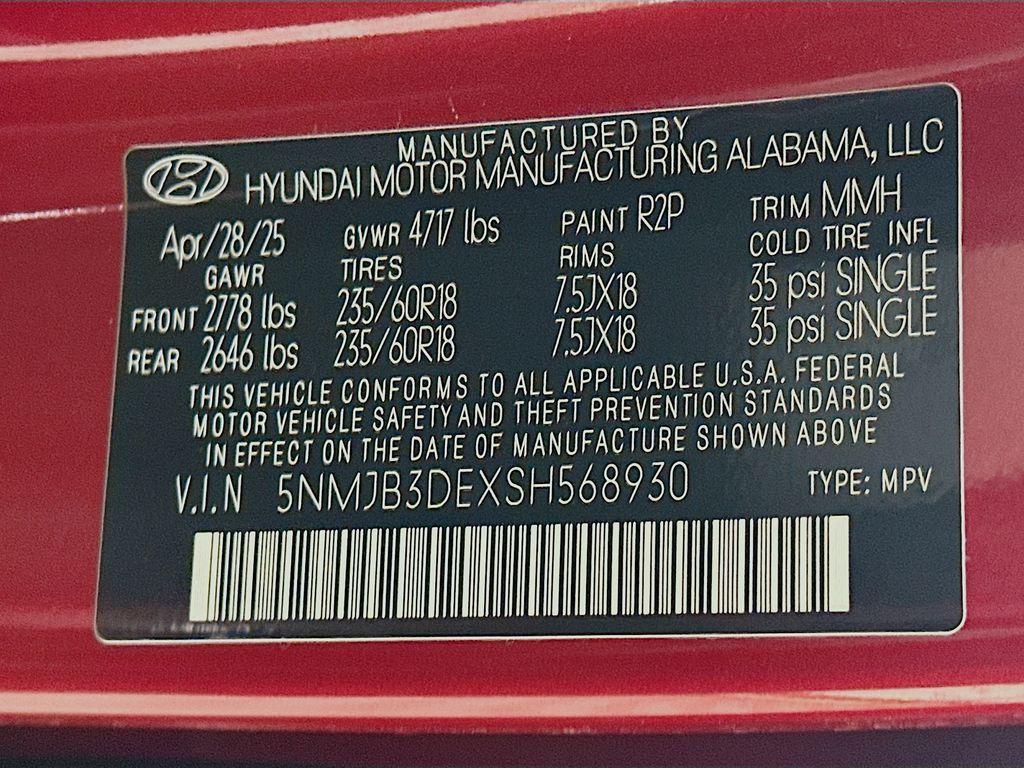 MANUFACTURED BY
HYUNDAI MOTOR MANUFACTURING ALABAMA, LLC
Apr/28/25 GVWR 4717 lbs PAINT R2P TRIM MMH
GAWR TIRES RIMS COLD TIRE INFL
FRONT 2778 lbs 235/60R18 7.5JX18 35 psi SINGLE
REAR 2646 lbs 235/60R18 7.5JX18 35 psi SINGLE
THIS VEHICLE CONFORMS TO ALL APPLICABLE U.S.A. FEDERAL
MOTOR VEHICLE SAFETY AND THEFT PREVENTION STANDARDS
IN EFFECT ON THE DATE OF MANUFACTURE SHOWN ABOVE
V.I.N 5NMJB3DEXSH568930 TYPE: MPV